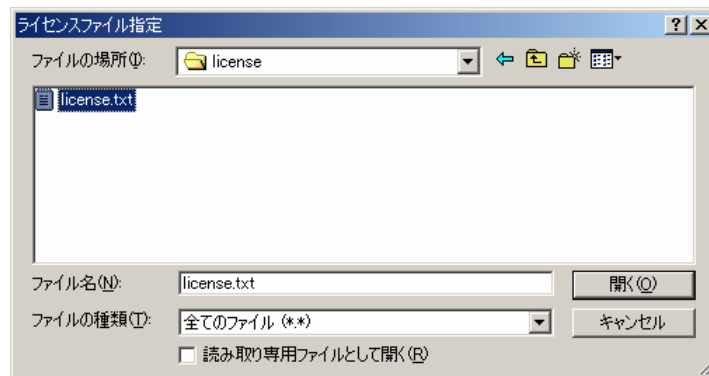 ライセンスファイル指定
ファイルの場所(I):
license
license.txt
ファイル名(N):
license.txt
開く(O)
ファイルの種類(T):
全てのファイル (*.*)
キャンセル
読み取り専用ファイルとして開く(R)